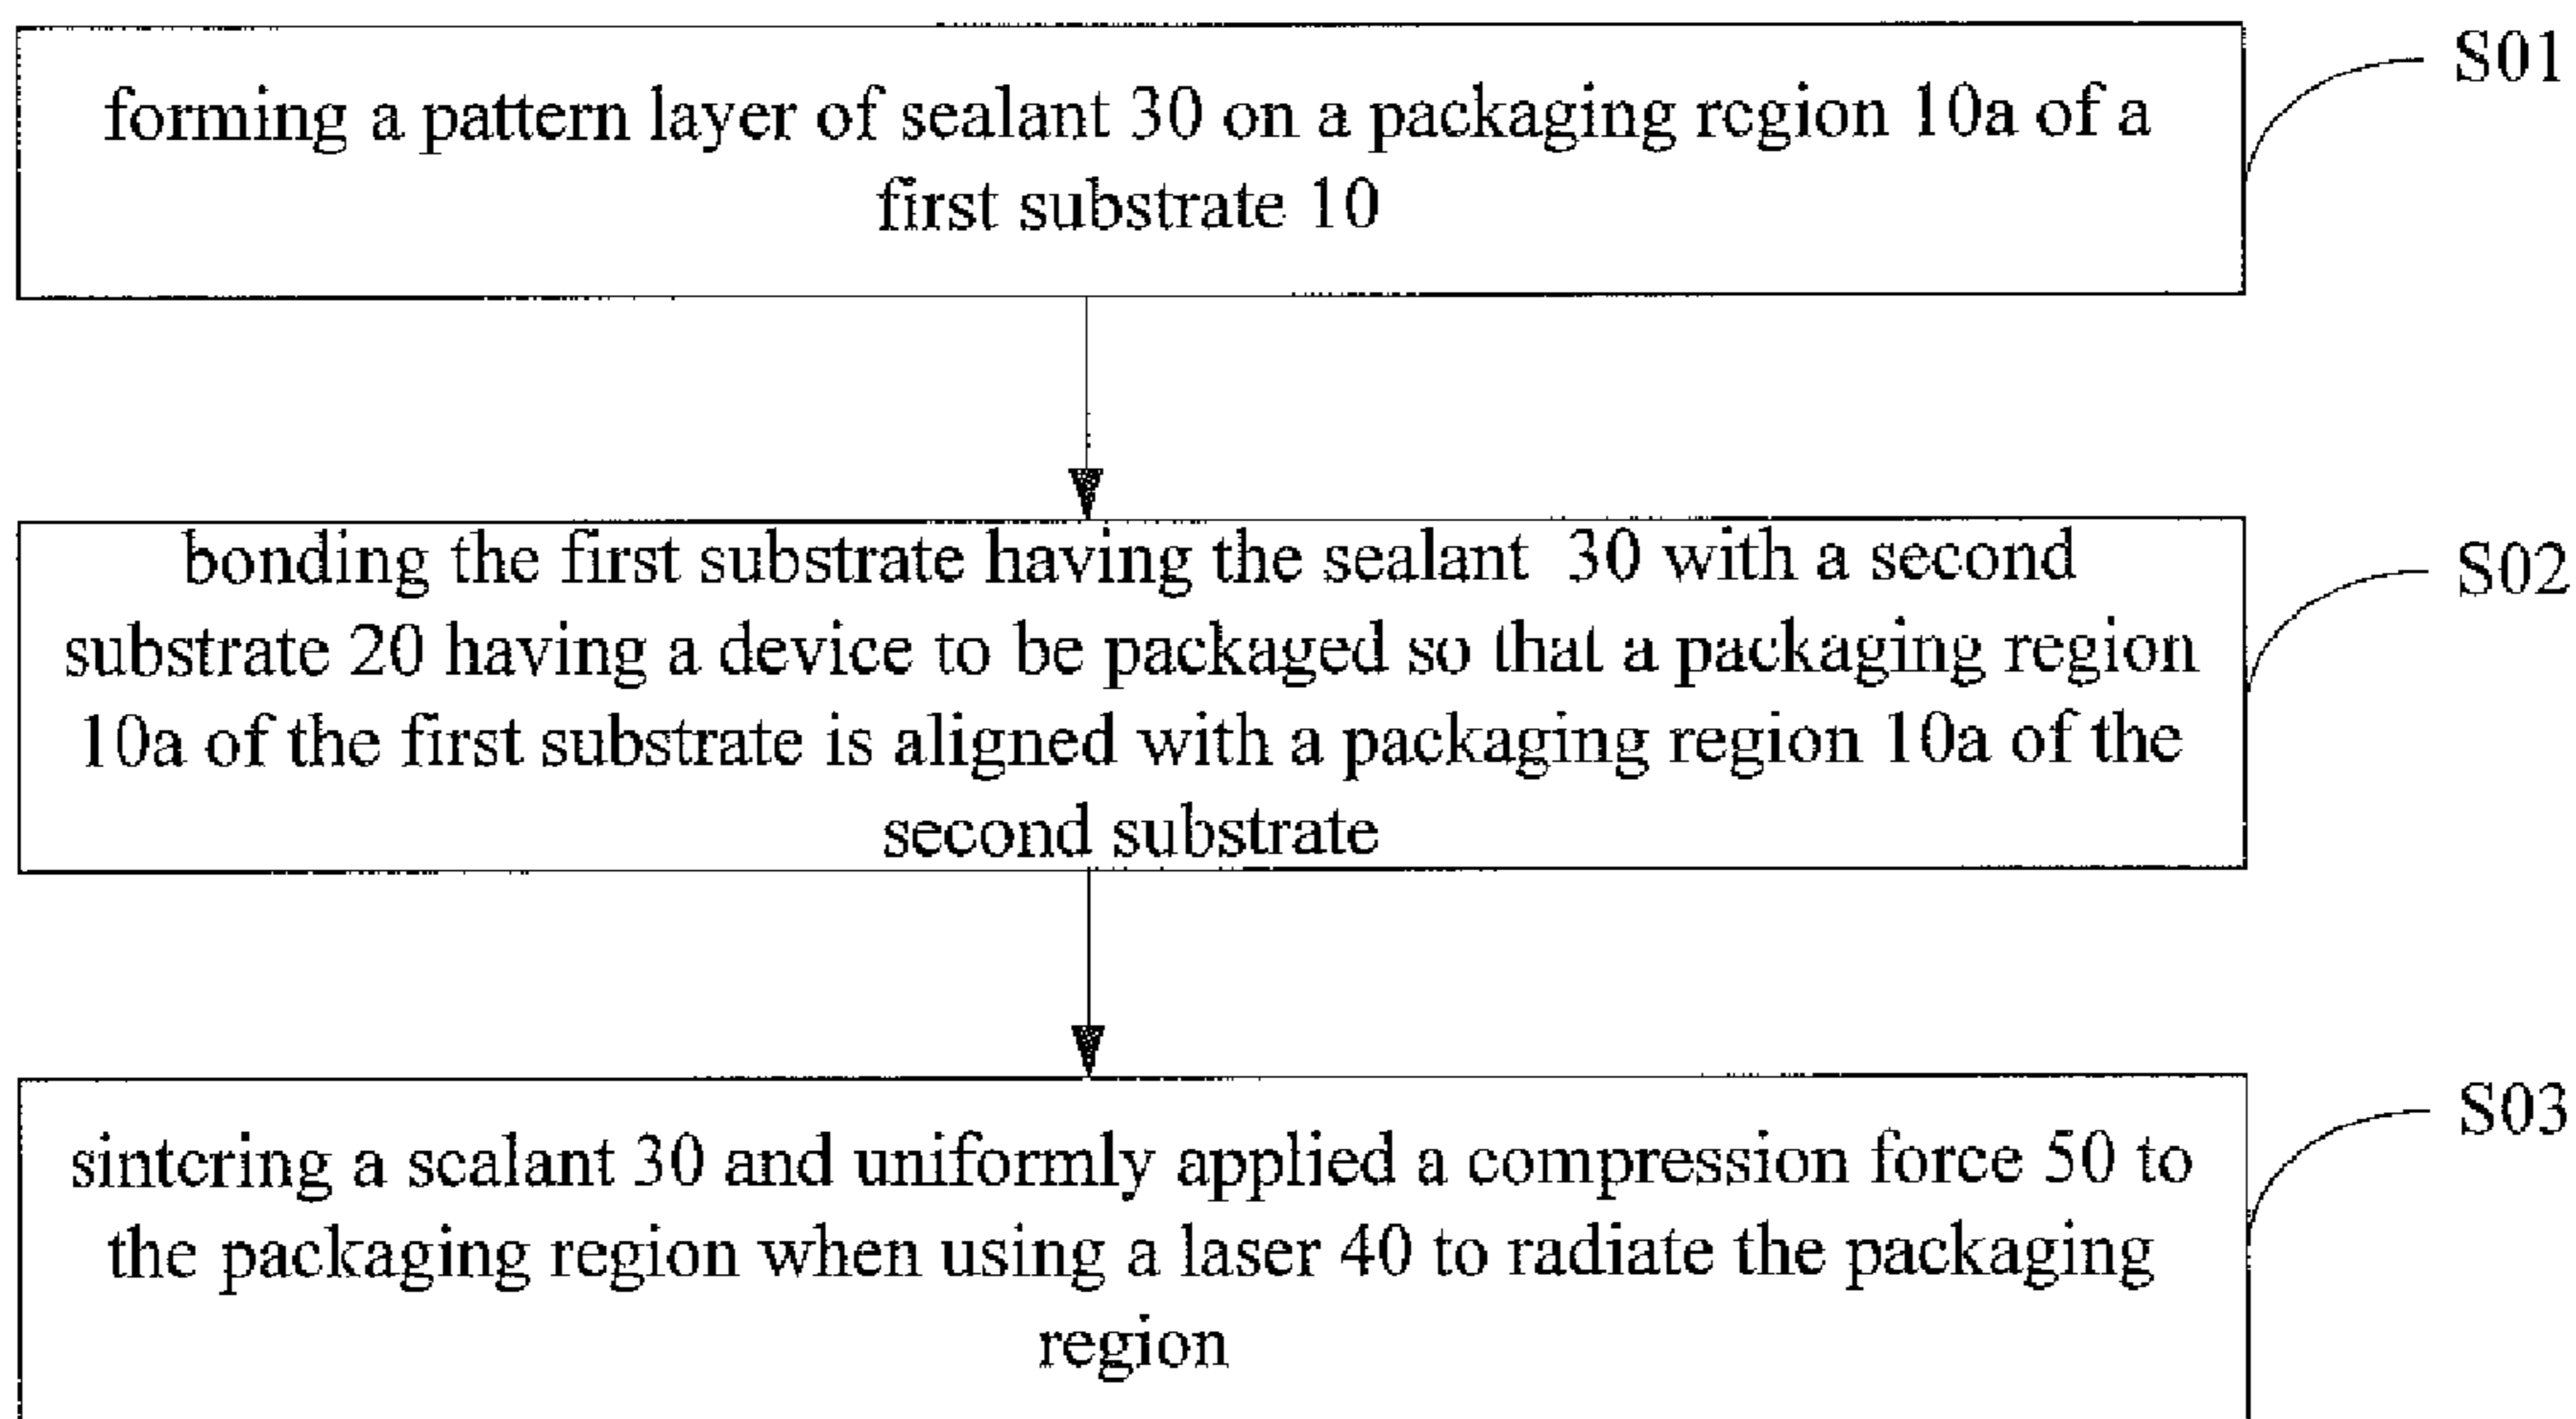 forming a pattern layer of sealant 30 on a packaging region 10a of a
first substrate 10
S01
bonding the first substrate having the sealant 30 with a second
substrate 20 having a device to be packaged so that a packaging region
10a of the first substrate is aligned with a packaging region 10a of the
second substrate
S02
sintering a sealant 30 and uniformly applied a compression force 50 to
the packaging region when using a laser 40 to radiate the packaging
region
S03